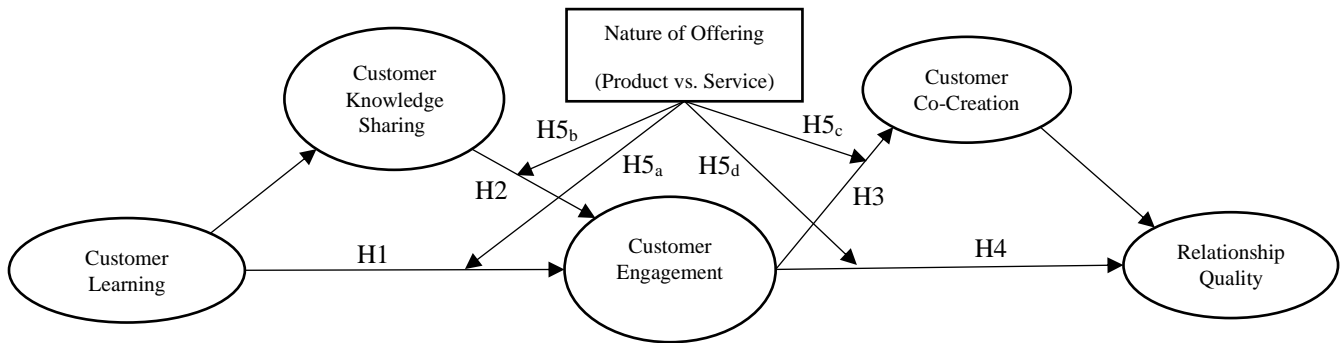 Nature of Offering
(Product vs. Service)
Customer
Knowledge
Sharing
Customer
Co-Creation
H5b
H5c
H5a
H5d
H2
H3
Customer
Learning
H1
Customer
Engagement
H4
Relationship
Quality